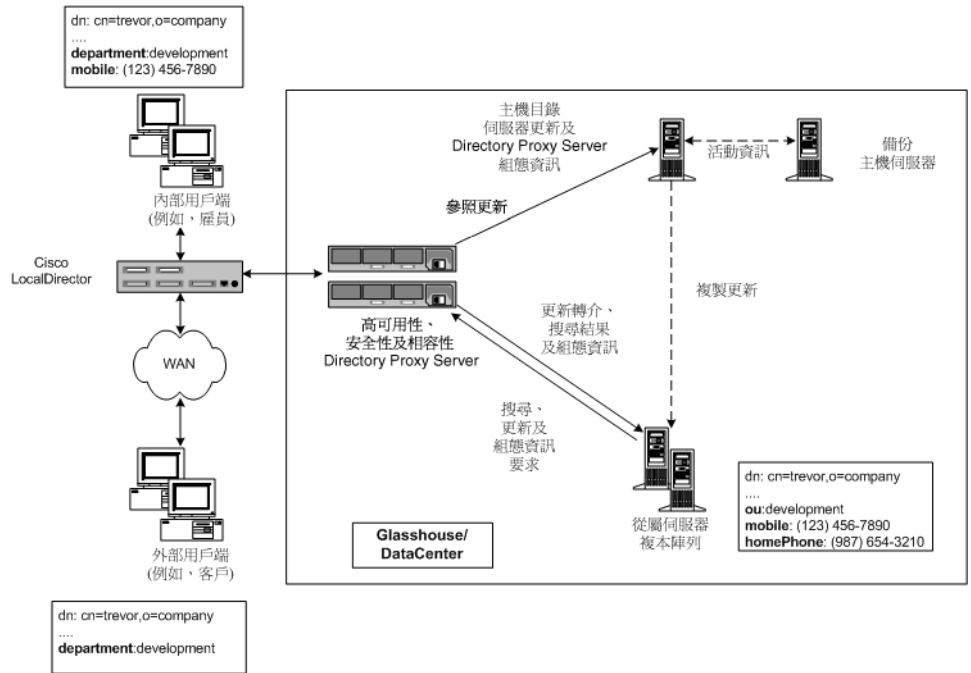 dn: cn=trevor,o=company
....
department:development
mobile: (123) 456-7890
內部用戶端
(例如，雇員)
Cisco
LocalDirector
WAN
外部用戶端
(例如，客戶)
dn: cn=trevor,o=company
....
department:development
主機目錄
伺服器更新及
Directory Proxy Server
組態資訊
活動資訊
備份
主機伺服器
參照更新
高可用性、
安全性及相容性
Directory Proxy Server
更新轉介、
搜尋結果
及組態資訊
複製更新
搜尋、
更新及
組態資訊
要求
從屬伺服器
複本陣列
Glasshouse/
DataCenter
dn: cn=trevor,o=company
....
ou:development
mobile: (123) 456-7890
homePhone: (987) 654-3210